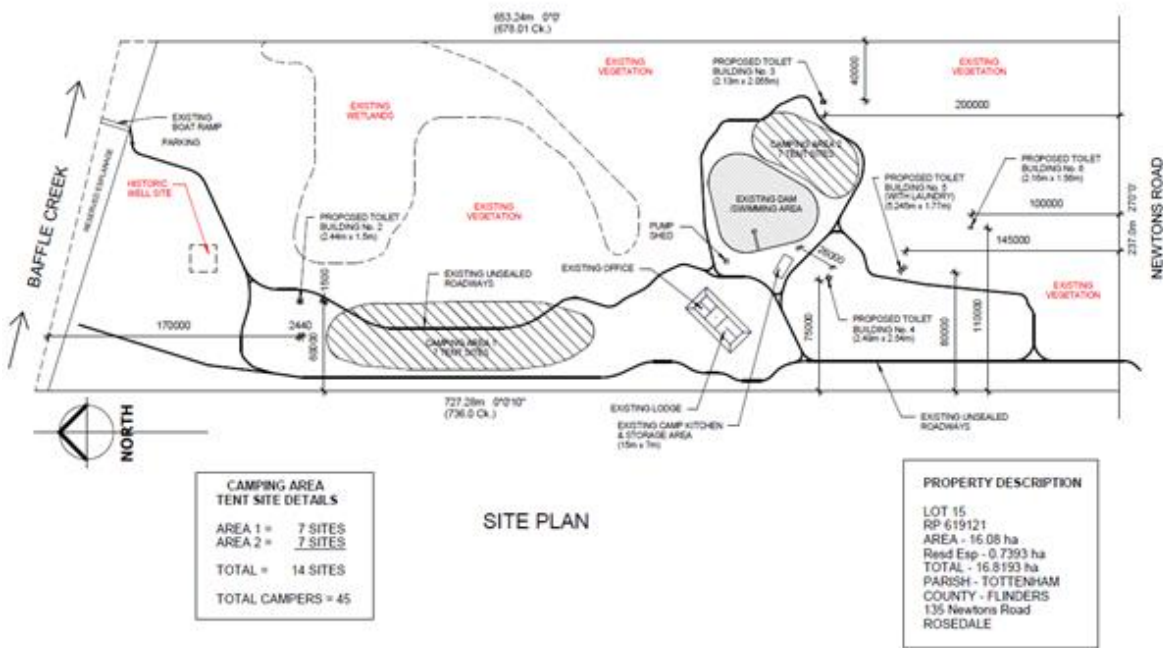 653.24m 0°0'
(678.01 Ck.)
BAFFLE CREEK
RESERVED ESPLANADE
EXISTING
BOAT RAMP
PARKING
HISTORIC
WELL SITE
EXISTING
WETLANDS
EXISTING
VEGETATION
EXISTING
VEGETATION
PROPOSED TOILET
BUILDING No. 2
(2.44m x 1.5m)
EXISTING UNSEALED
ROADWAYS
CAMPING AREA 1
7 TENT SITES
170000
2440
1500
60000
727.28m 0°0'10"
(736.0 Ck.)
PROPOSED TOILET
BUILDING No. 3
(2.13m x 2.055m)
40000
EXISTING
VEGETATION
200000
CAMPING AREA 2
7 TENT SITES
EXISTING DAM
/SWIMMING AREA
PUMP
SHED
EXISTING OFFICE
PROPOSED TOILET
BUILDING No. 5
(WITH LAUNDRY)
(5.245m x 1.77m)
PROPOSED TOILET
BUILDING No. 6
(2.16m x 1.56m)
100000
145000
EXISTING
VEGETATION
PROPOSED TOILET
BUILDING No. 4
75000
80000
110000
NEWTONS ROAD
237.0m 270°0'
EXISTING LODGE
EXISTING CAMP KITCHEN
& STORAGE AREA
(15m x 7m)
EXISTING UNSEALED
ROADWAYS
NORTH
SITE PLAN
CAMPING AREA
TENT SITE DETAILS
AREA 1 = 7 SITES
AREA 2 = 7 SITES
TOTAL = 14 SITES
TOTAL CAMPERS = 45
PROPERTY DESCRIPTION
LOT 15
RP 619121
AREA - 16.08 ha
Resd Esp - 0.7393 ha
TOTAL - 16.8193 ha
PARISH - TOTTENHAM
COUNTY - FLINDERS
135 Newtons Road
ROSEDALE